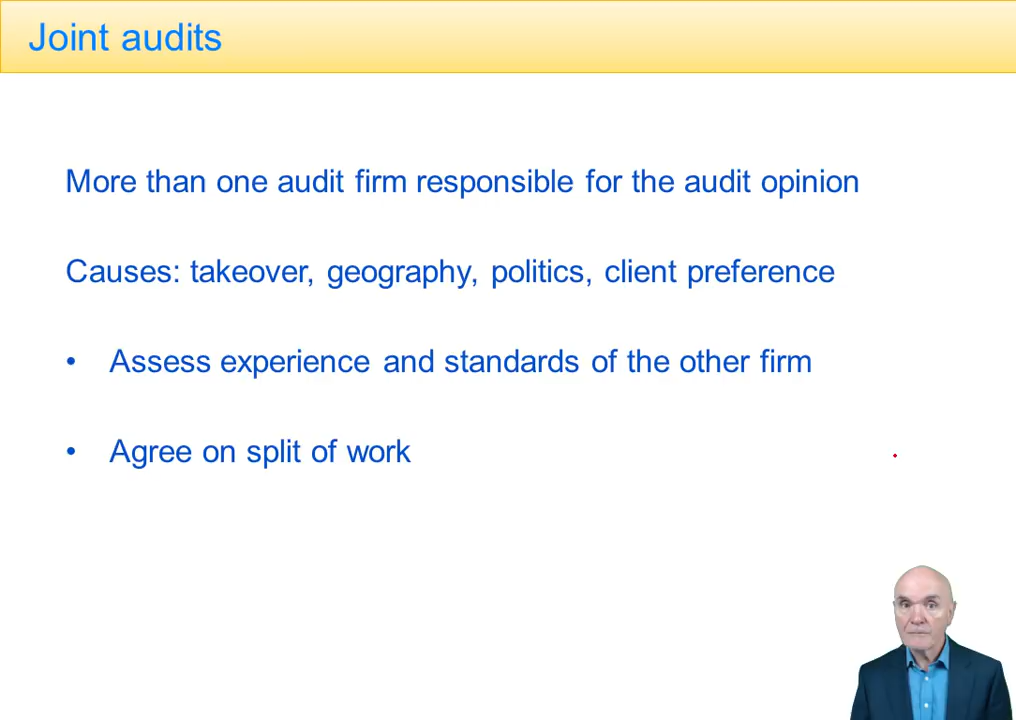 Joint audits
More than one audit firm responsible for the audit opinion
Causes: takeover, geography, politics, client preference
• Assess experience and standards of the other firm
• Agree on split of work